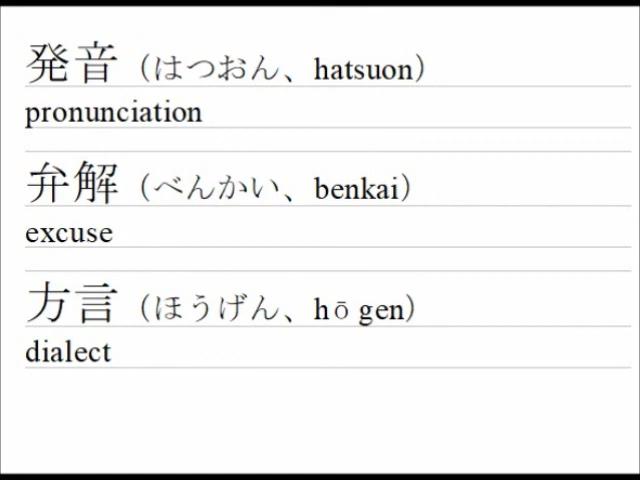 発音（はつおん、hatsuon）
pronunciation
弁解（べんかい、benkai）
excuse
方言（ほうげん、hō gen）
dialect